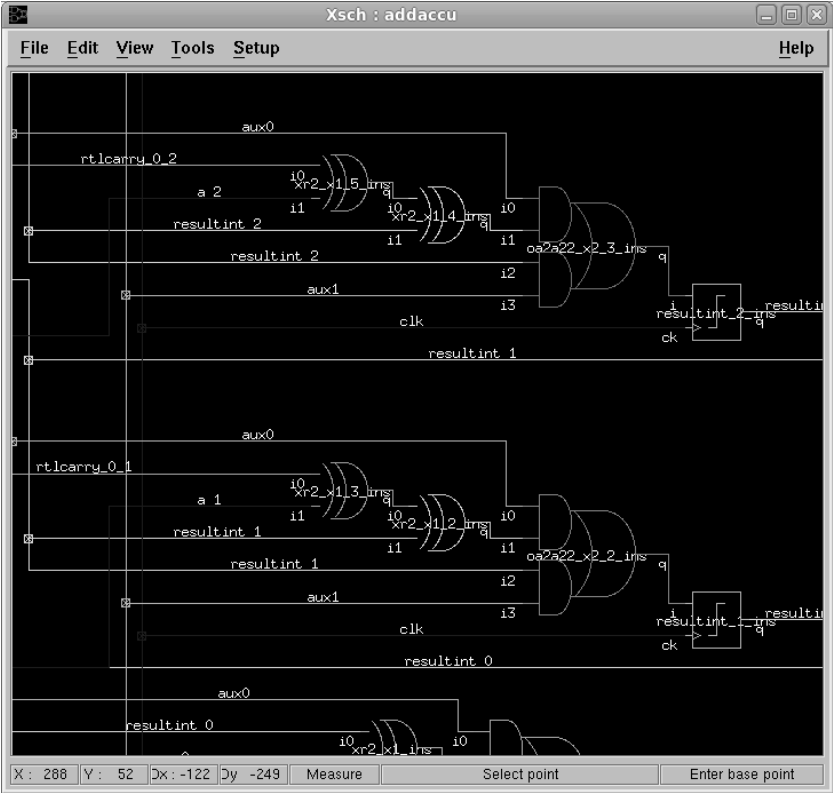 Xsch : addaccu
File Edit View Tools Setup Help
aux0
rtlcarry_0_2
i0
xr2_x1_5_ins
q
a 2
i1
i0
xr2_x1_4_ins
q
i0
resultint 2
i1
i1
oa2a22_x2_3_ins
q
resultint 2
i2
aux1
i3
i
resultint_2_ins
q
clk
ck
resultint 1
aux0
rtlcarry_0_1
i0
xr2_x1_3_ins
q
a 1
i1
i0
xr2_x1_2_ins
q
i0
resultint 1
i1
i1
oa2a22_x2_2_ins
q
resultint 1
i2
aux1
i3
i
resultint_1_ins
q
clk
ck
resultint 0
aux0
resultint 0
i0
xr2_x1_ins
i0
X : 288 Y : 52 Dx : -122 Dy -249 Measure Select point Enter base point